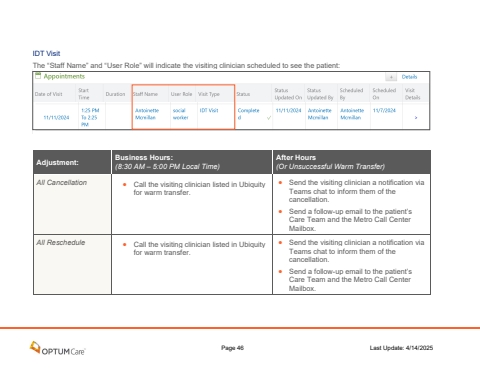 IDT Visit
The "Staff Name" and "User Role" will indicate the visiting clinician scheduled to see the patient:
Appointments
+ Details
Date of Visit Start Time Duration Staff Name User Role Visit Type Status Status Updated On Status Updated By Scheduled By Scheduled On Visit Details
11/11/2024 1:25 PM To 2:25 PM Antoinette Mcmillan social worker IDT Visit Completed 11/11/2024 Antoinette Mcmillan Antoinette Mcmillan 11/7/2024
Adjustment: Business Hours: After Hours
(8:30 AM – 5:00 PM Local Time) (Or Unsuccessful Warm Transfer)
All Cancellation
• Call the visiting clinician listed in Ubiquity
for warm transfer.
• Send the visiting clinician a notification via
Teams chat to inform them of the
cancellation.
• Send a follow-up email to the patient's
Care Team and the Metro Call Center
Mailbox.
All Reschedule
• Call the visiting clinician listed in Ubiquity
for warm transfer.
• Send the visiting clinician a notification via
Teams chat to inform them of the
cancellation.
• Send a follow-up email to the patient's
Care Team and the Metro Call Center
Mailbox.
OPTUMCare Page 46 Last Update: 4/14/2025